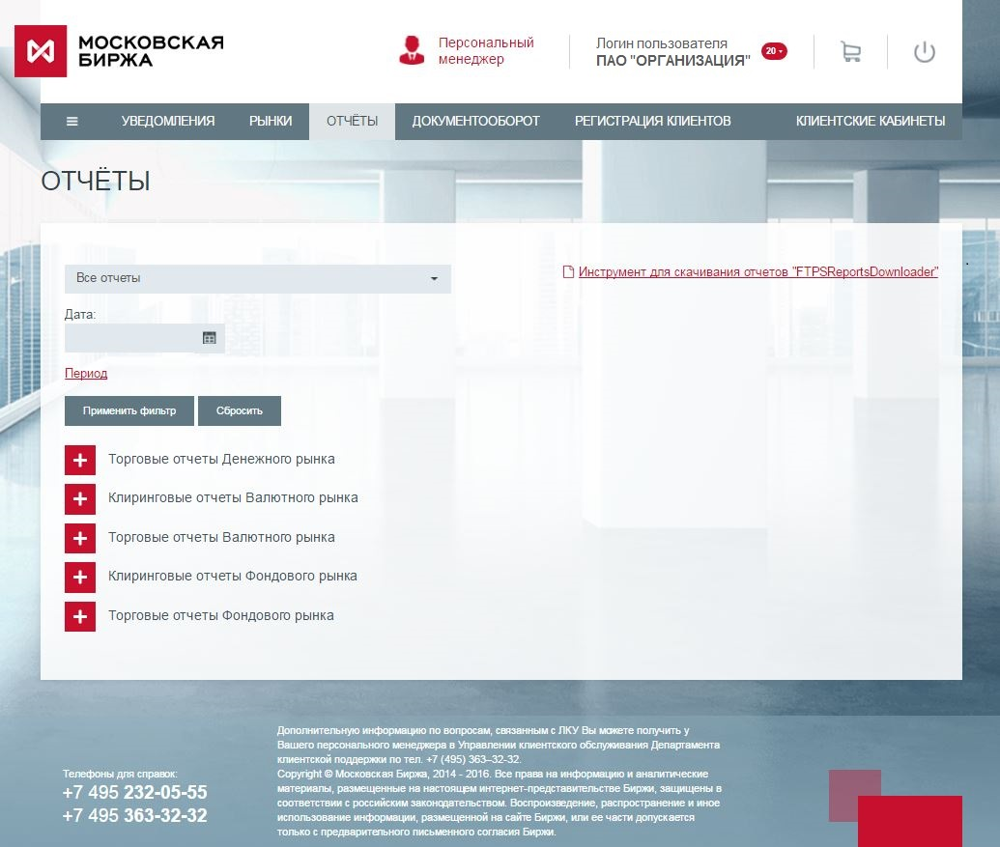 МОСКОВСКАЯ
БИРЖА
Персональный
менеджер
Логин пользователя
ПАО "ОРГАНИЗАЦИЯ"
20
УВЕДОМЛЕНИЯ
РЫНКИ
ОТЧЁТЫ
ДОКУМЕНТООБОРОТ
РЕГИСТРАЦИЯ КЛИЕНТОВ
КЛИЕНТСКИЕ КАБИНЕТЫ
ОТЧЁТЫ
Все отчеты
Инструмент для скачивания отчетов "FTPSReportsDownloader"
Дата:
Период
Применить фильтр
Сбросить
Торговые отчеты Денежного рынка
Клиринговые отчеты Валютного рынка
Торговые отчеты Валютного рынка
Клиринговые отчеты Фондового рынка
Торговые отчеты Фондового рынка
Телефоны для справок:
+7 495 232-05-55
+7 495 363-32-32
Дополнительную информацию по вопросам, связанным с ЛКУ Вы можете получить у
Вашего персонального менеджера в Управлении клиентского обслуживания Департамента
клиентской поддержки по тел. +7 (495) 363–32-32.
Copyright © Московская Биржа, 2014 - 2016. Все права на информацию и аналитические
материалы, размещенные на настоящем интернет-представительстве Биржи, защищены в
соответствии с российским законодательством. Воспроизведение, распространение и иное
использование информации, размещенной на сайте Биржи, или ее части допускается
только с предварительного письменного согласия Биржи.